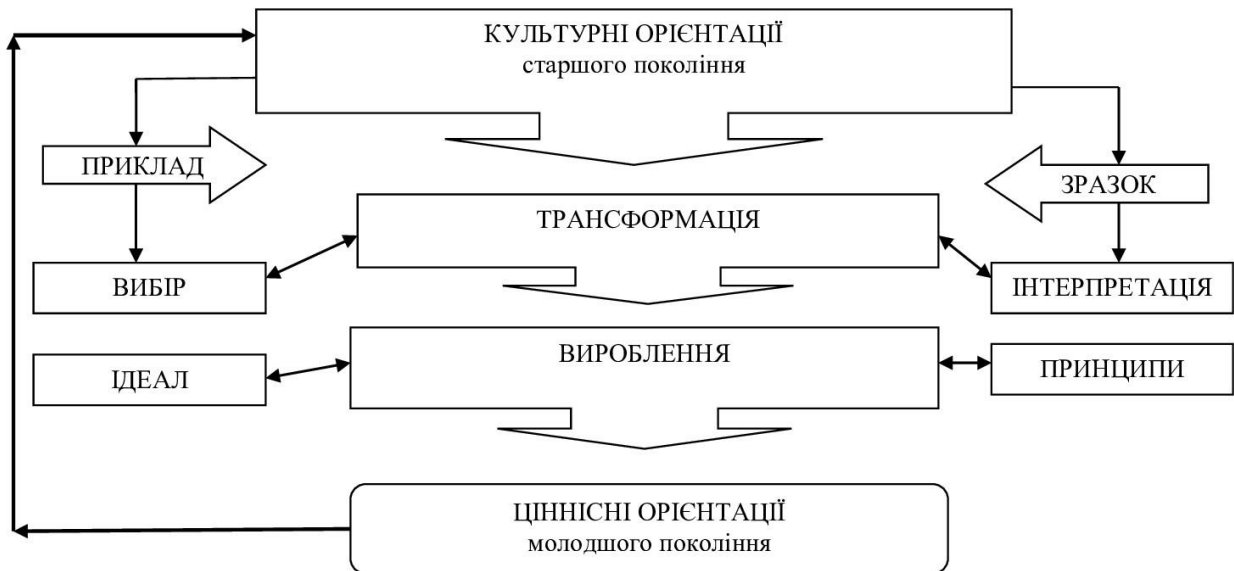 КУЛЬТУРНІ ОРІЄНТАЦІЇ
старшого покоління
ПРИКЛАД
ЗРАЗОК
ТРАНСФОРМАЦІЯ
ВИБІР
ІНТЕРПРЕТАЦІЯ
ВИРОБЛЕННЯ
ІДЕАЛ
ПРИНЦИПИ
ЦІННІСНІ ОРІЄНТАЦІЇ
молодшого покоління